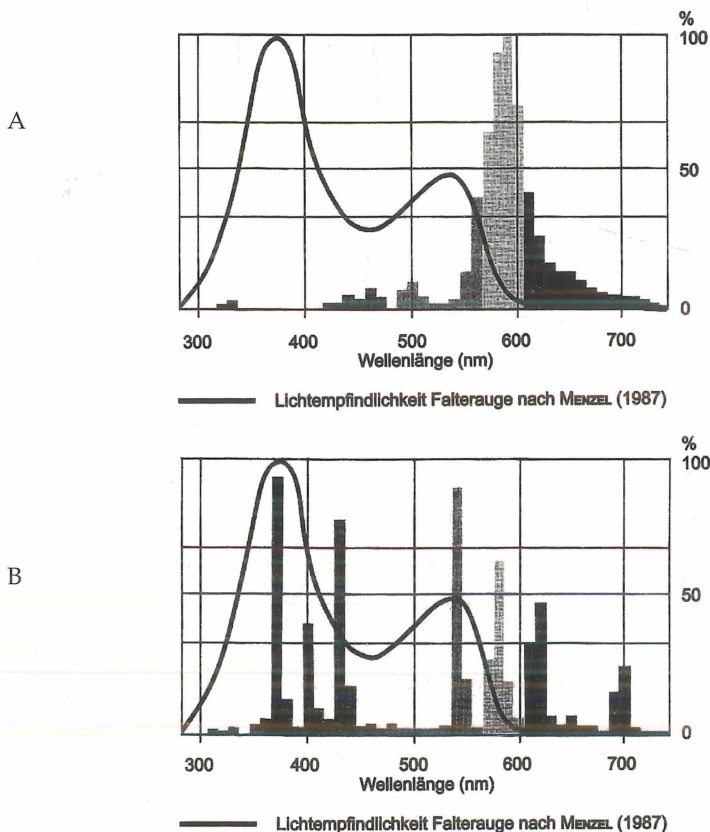 %
100
A
50
0
300 400 500 600 700
Wellenlänge (nm)
Lichtempfindlichkeit Falterauge nach MENZEL (1987)
%
100
B
50
0
300 400 500 600 700
Wellenlänge (nm)
Lichtempfindlichkeit Falterauge nach MENZEL (1987)